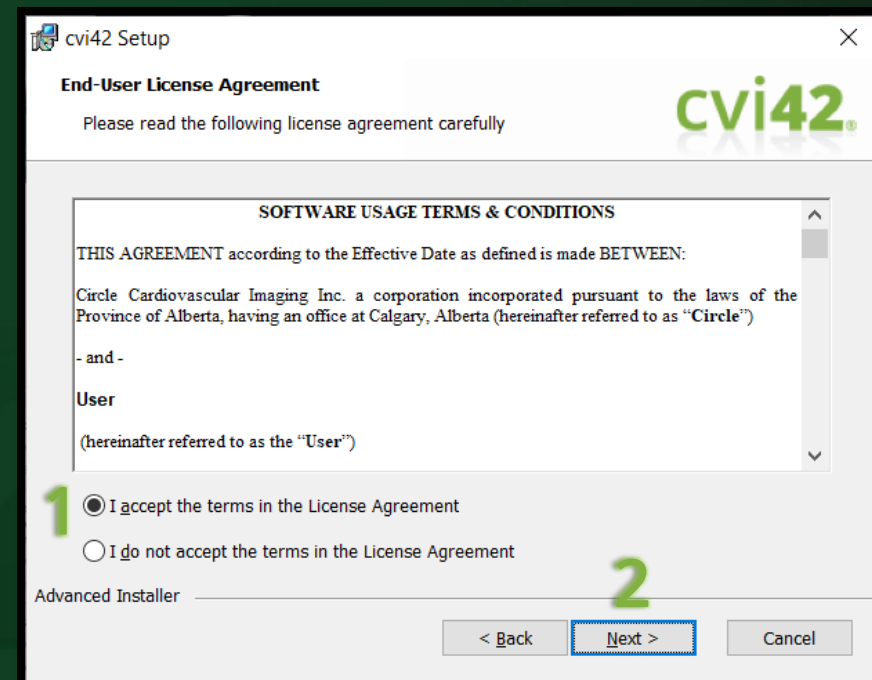 cvi42 Setup
End-User License Agreement
Please read the following license agreement carefully
cvi42®
SOFTWARE USAGE TERMS & CONDITIONS
THIS AGREEMENT according to the Effective Date as defined is made BETWEEN:
Circle Cardiovascular Imaging Inc. a corporation incorporated pursuant to the laws of the
Province of Alberta, having an office at Calgary, Alberta (hereinafter referred to as “Circle”)
- and -
User
(hereinafter referred to as the “User”)
1
I accept the terms in the License Agreement
I do not accept the terms in the License Agreement
2
Advanced Installer
< Back Next > Cancel